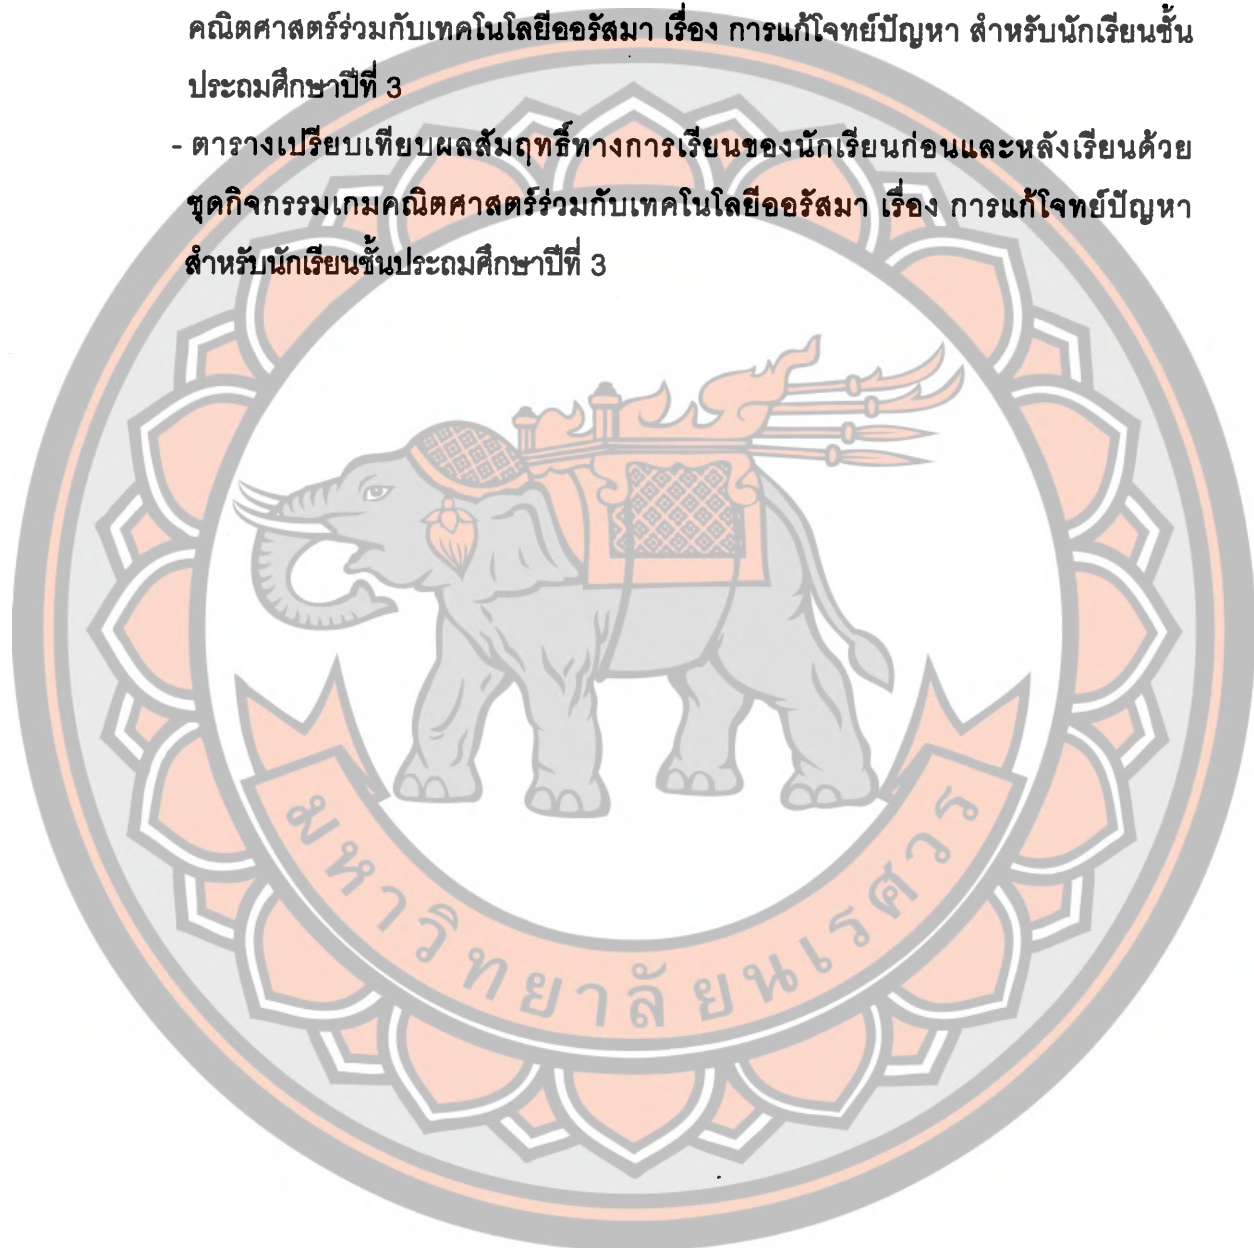 คณิตศาสตร์ร่วมกับเทคโนโลยีออรัสมา เรื่อง การแก้โจทย์ปัญหา สำหรับนักเรียนชั้น
ประถมศึกษาปีที่ 3
- ตารางเปรียบเทียบผลสัมฤทธิ์ทางการเรียนของนักเรียนก่อนและหลังเรียนด้วย
ชุดกิจกรรมเกมคณิตศาสตร์ร่วมกับเทคโนโลยีออรัสมา เรื่อง การแก้โจทย์ปัญหา
สำหรับนักเรียนชั้นประถมศึกษาปีที่ 3
มหาวิทยาลัยนเรศวร